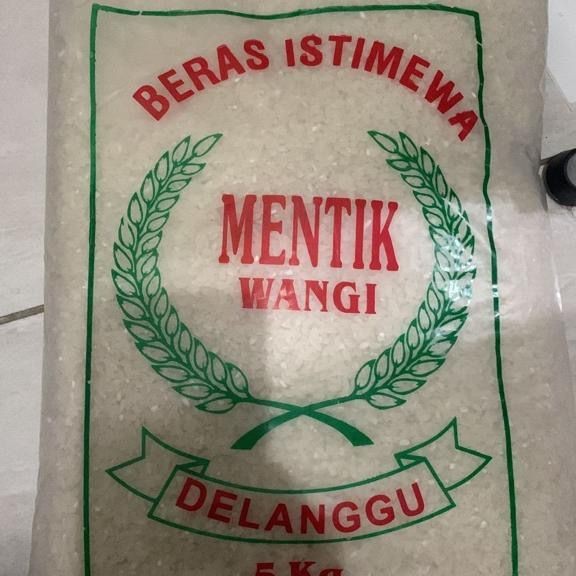 BERAS ISTIMEWA
MENTIK
WANGI
DELANGGU
5 Kg